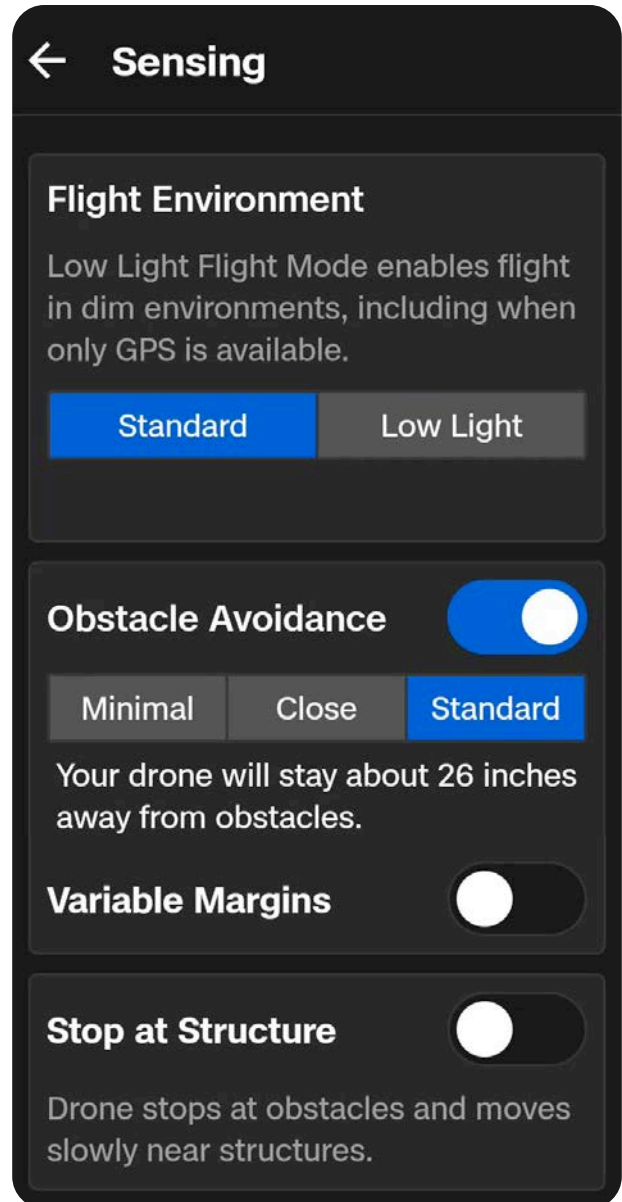 Sensing
Flight Environment
Low Light Flight Mode enables flight
in dim environments, including when
only GPS is available.
Standard Low Light
Obstacle Avoidance
Minimal Close Standard
Your drone will stay about 26 inches
away from obstacles.
Variable Margins
Stop at Structure
Drone stops at obstacles and moves
slowly near structures.